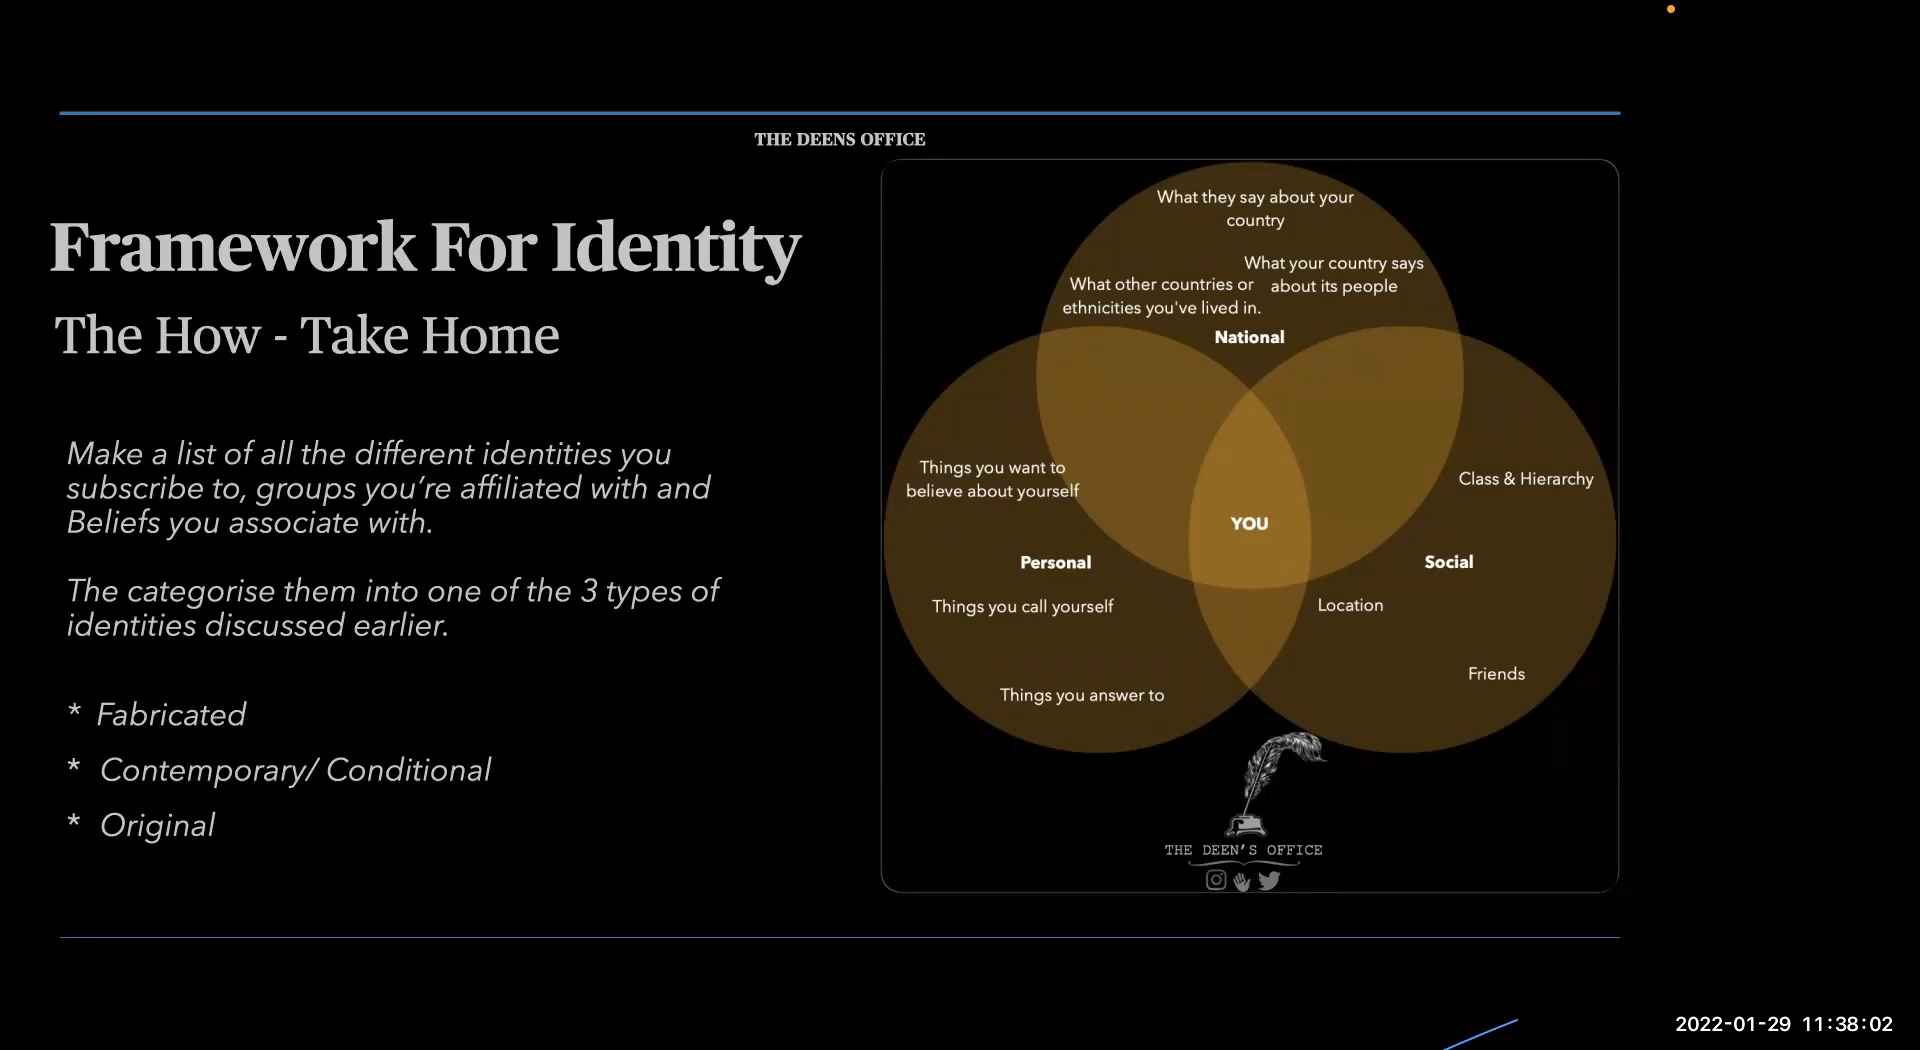 THE DEENS OFFICE
Framework For Identity
The How - Take Home
Make a list of all the different identities you
subscribe to, groups you’re affiliated with and
Beliefs you associate with.
The categorise them into one of the 3 types of
identities discussed earlier.
* Fabricated
* Contemporary/ Conditional
* Original
What they say about your
country
What your country says
about its people
What other countries or
ethnicities you've lived in.
National
Things you want to
believe about yourself
Class & Hierarchy
YOU
Personal
Social
Things you call yourself
Location
Friends
Things you answer to
THE DEEN'S OFFICE
2022-01-29 11:38:02